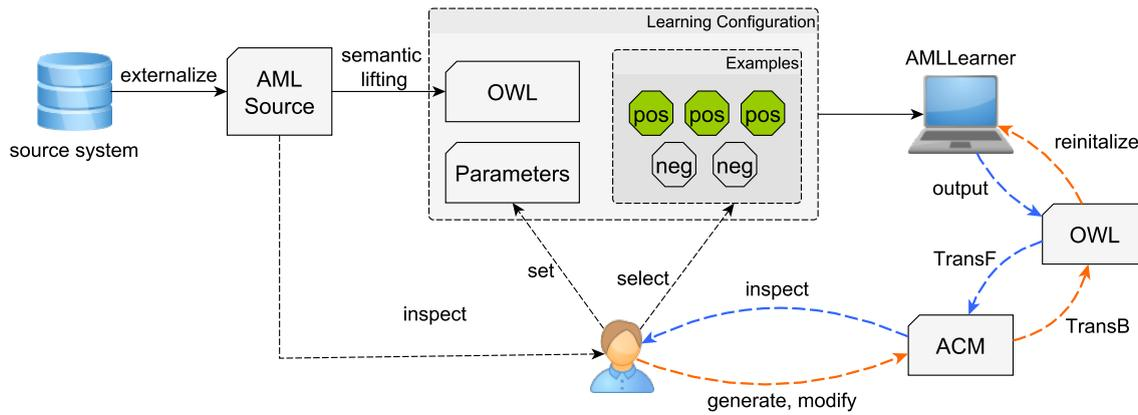 Learning Configuration
externalize
AML
Source
semantic
lifting
OWL
Examples
AMLLearner
pos
pos
pos
neg
neg
source system
Parameters
reinitalize
output
OWL
set
select
TransF
inspect
inspect
TransB
ACM
generate, modify